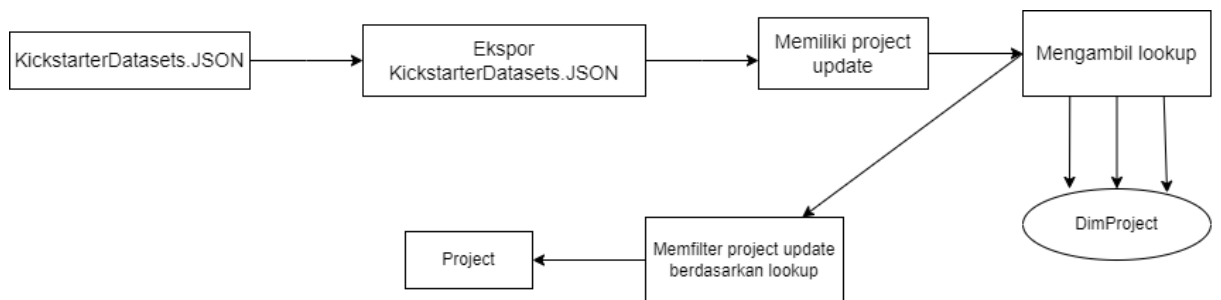 KickstarterDatasets.JSON
Ekspor
KickstarterDatasets.JSON
Memiliki project
update
Mengambil lookup
DimProject
Memfilter project update
berdasarkan lookup
Project